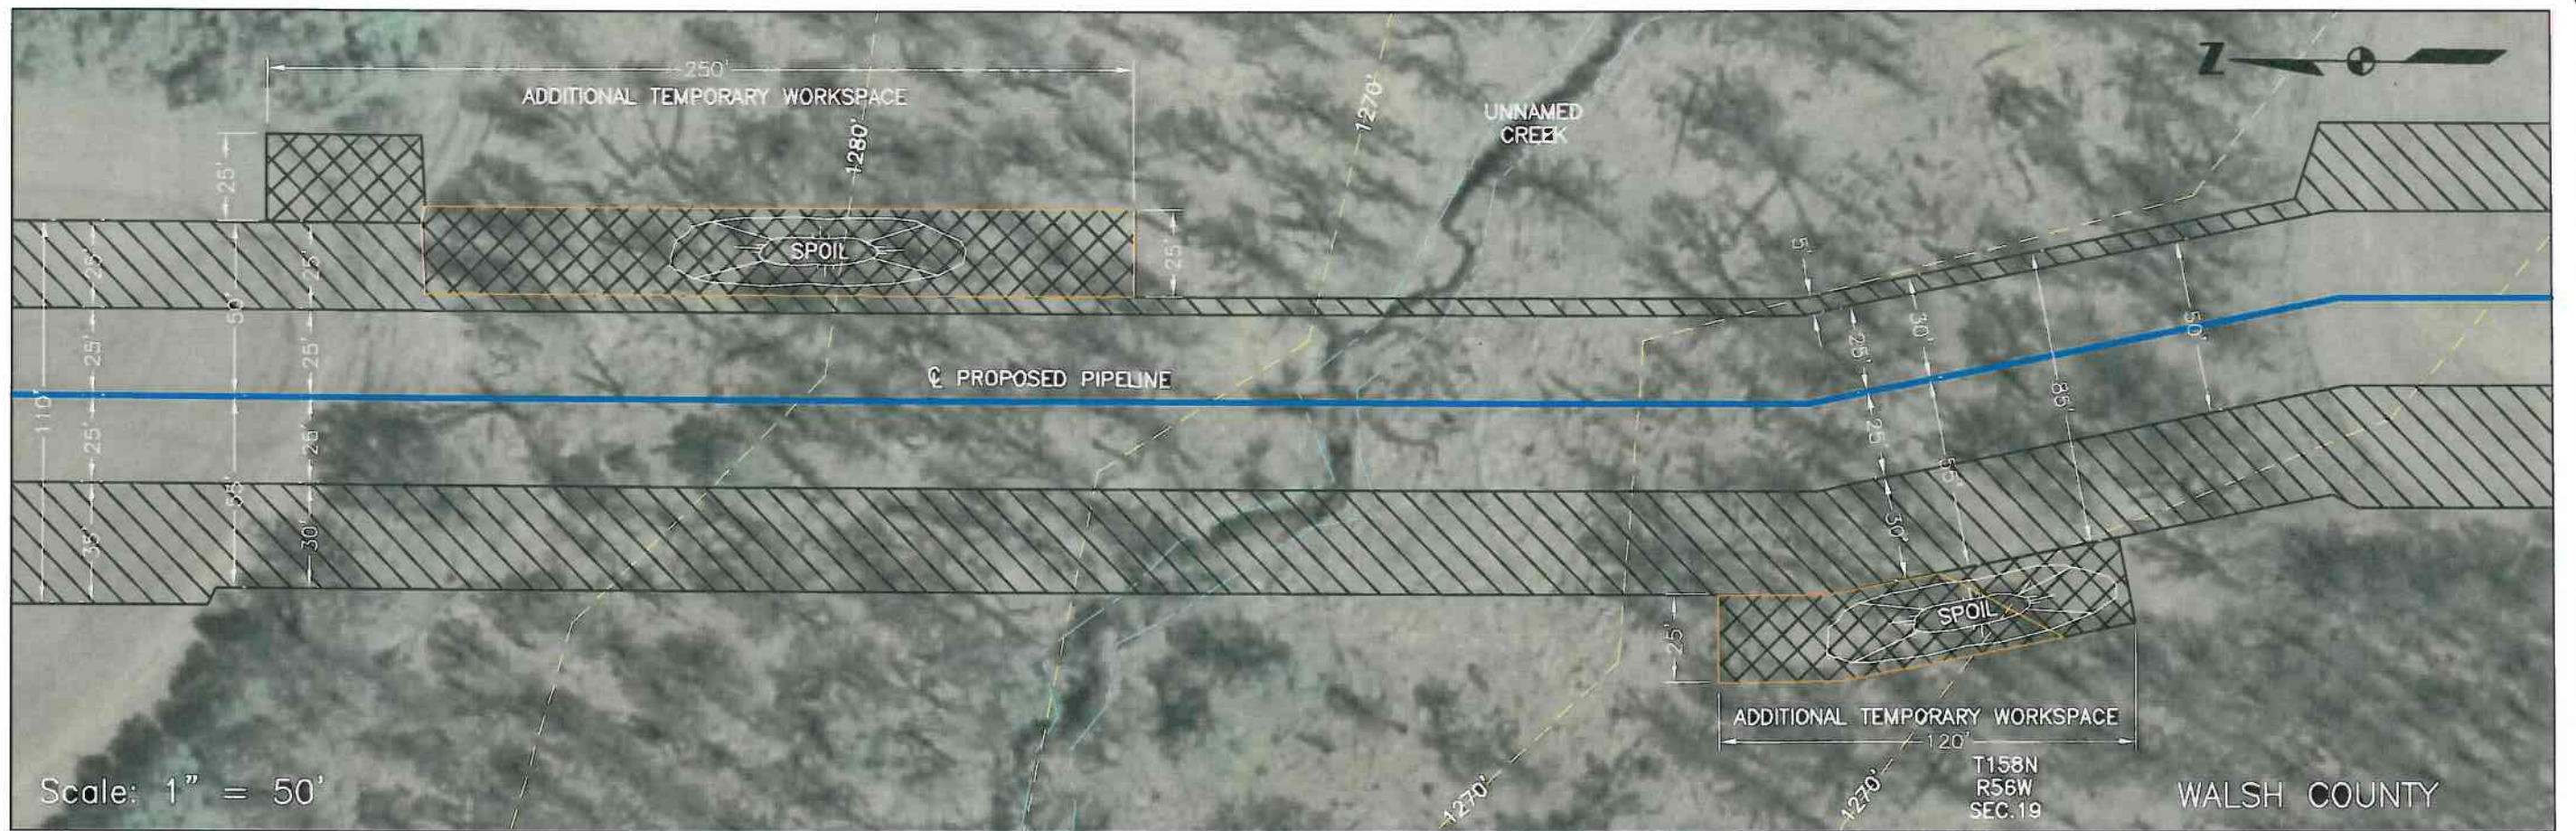 250'
ADDITIONAL TEMPORARY WORKSPACE
1280'
1270'
UNNAMED
CREEK
Z
25'
25'
50'
25'
SPOIL
25'
5'
110'
25'
25'
℄ PROPOSED PIPELINE
25'
30'
85'
50'
25'
25'
25'
55'
35'
55'
30'
30'
25'
SPOIL
ADDITIONAL TEMPORARY WORKSPACE
120'
T158N
R56W
SEC.19
1270'
1270'
Scale: 1" = 50'
WALSH COUNTY